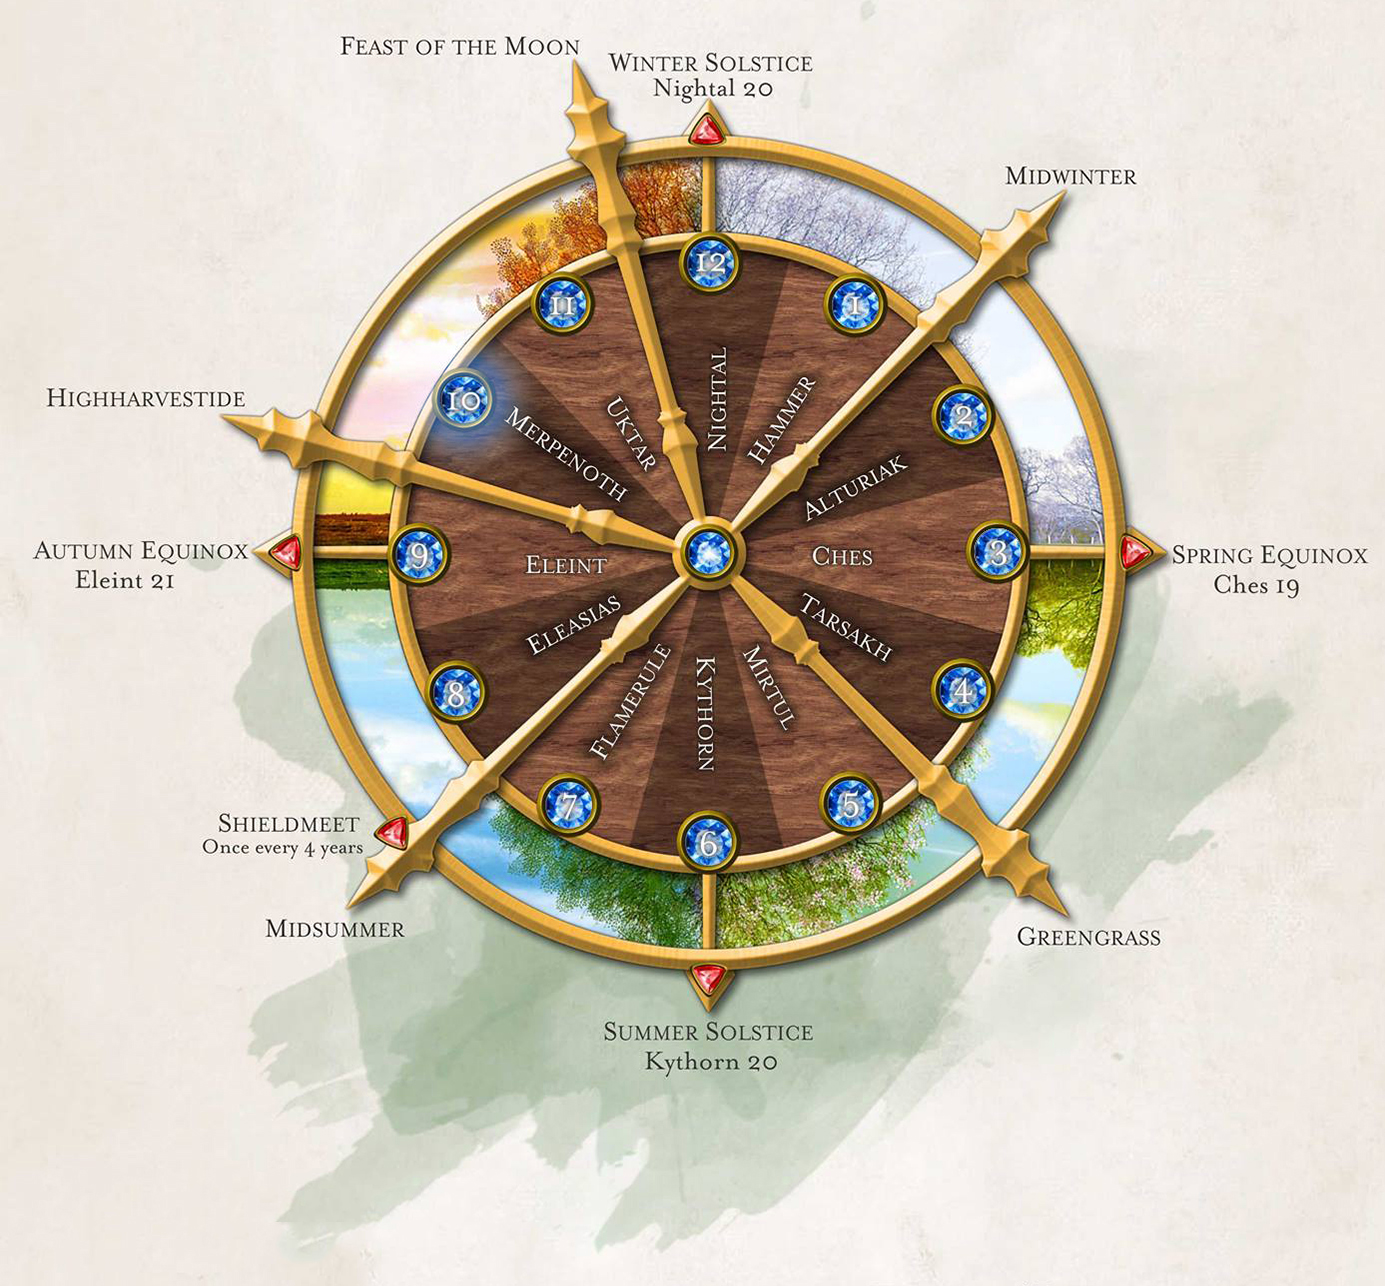 Feast of the Moon
Winter Solstice
Nightal 20
Midwinter
Highharvestide
Autumn Equinox
Eleint 21
Spring Equinox
Ches 19
Shieldmeet
Once every 4 years
Midsummer
Greengrass
Summer Solstice
Kythorn 20
12
1
2
3
4
5
6
7
8
9
10
11
Nightal
Hammer
Alturiak
Ches
Tarsakh
Mirtul
Kythorn
Flamerule
Eleasias
Eleint
Merpenoth
Uktar